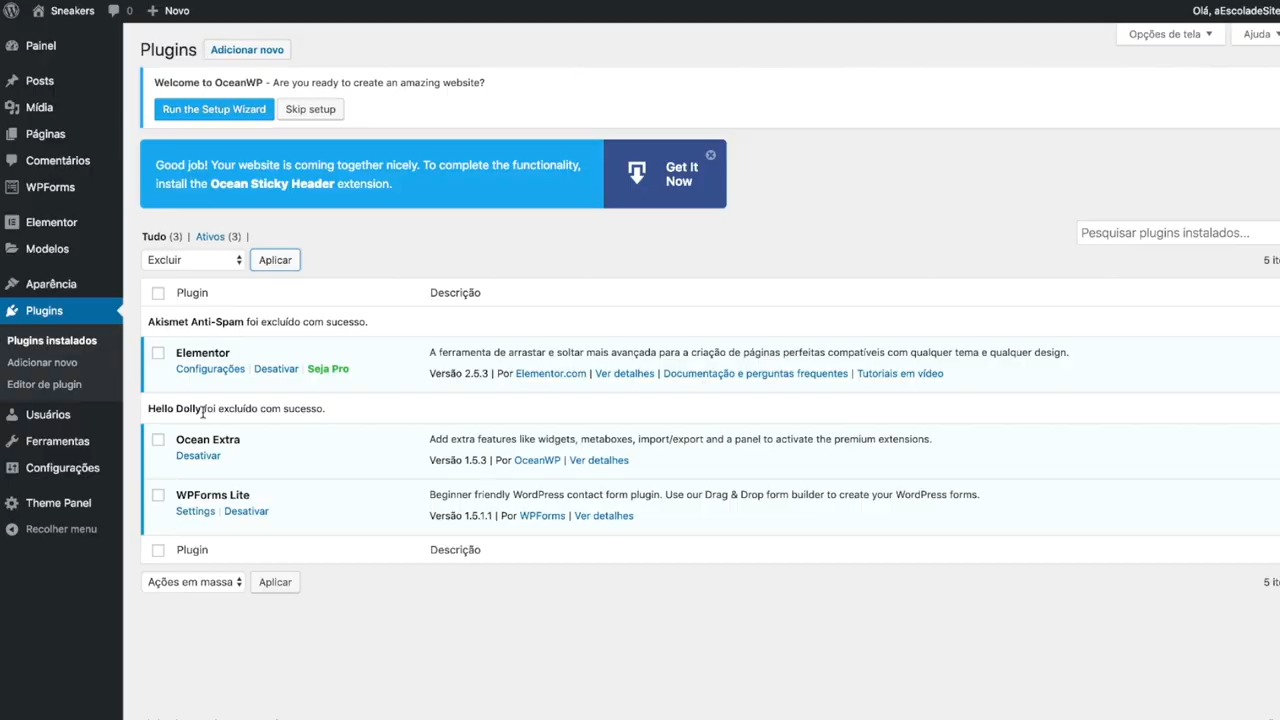 Sneakers 0 Novo Olá, aEscoladeSite
Painel
Posts
Mídia
Páginas
Comentários
WPForms
Elementor
Modelos
Aparência
Plugins
Plugins instalados
Adicionar novo
Editor de plugin
Usuários
Ferramentas
Configurações
Theme Panel
Recolher menu
Opções de tela Ajuda
Plugins Adicionar novo
Welcome to OceanWP - Are you ready to create an amazing website?
Run the Setup Wizard Skip setup
Good job! Your website is coming together nicely. To complete the functionality,
install the Ocean Sticky Header extension.
Get It
Now
Tudo (3) | Ativos (3) |
Pesquisar plugins instalados...
Excluir Aplicar
5 it
Plugin Descrição
Akismet Anti-Spam foi excluído com sucesso.
Elementor A ferramenta de arrastar e soltar mais avançada para a criação de páginas perfeitas compatíveis com qualquer tema e qualquer design.
Configurações | Desativar | Seja Pro Versão 2.5.3 | Por Elementor.com | Ver detalhes | Documentação e perguntas frequentes | Tutoriais em vídeo
Hello Dolly foi excluído com sucesso.
Ocean Extra Add extra features like widgets, metaboxes, import/export and a panel to activate the premium extensions.
Desativar Versão 1.5.3 | Por OceanWP | Ver detalhes
WPForms Lite Beginner friendly WordPress contact form plugin. Use our Drag & Drop form builder to create your WordPress forms.
Settings | Desativar Versão 1.5.1.1 | Por WPForms | Ver detalhes
Plugin Descrição
Ações em massa Aplicar
5 it